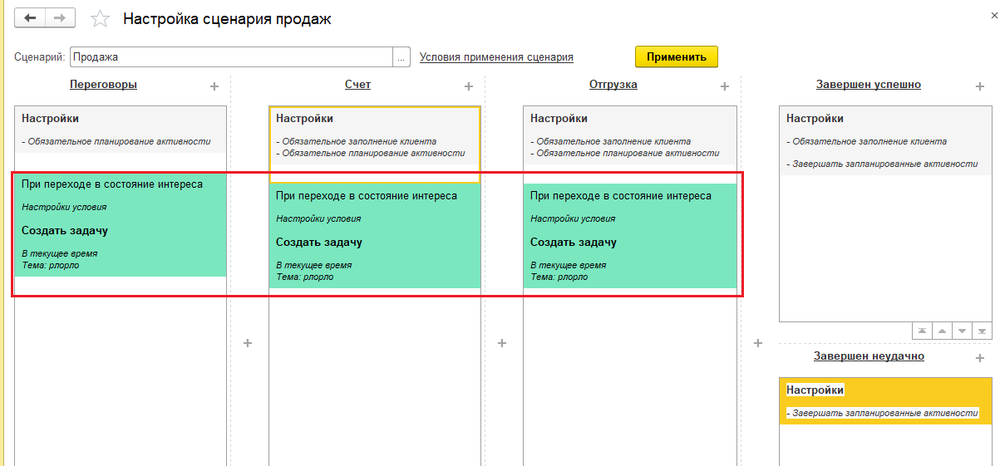 Настройка сценария продаж
Сценарий: Продажа ... Условия применения сценария Применить
Переговоры
Настройки
- Обязательное планирование активности
При переходе в состояние интереса
Настройки условия
Создать задачу
В текущее время
Тема: рлорло
Счет
Настройки
- Обязательное заполнение клиента
- Обязательное планирование активности
При переходе в состояние интереса
Настройки условия
Создать задачу
В текущее время
Тема: рлорло
Отгрузка
Настройки
- Обязательное заполнение клиента
- Обязательное планирование активности
При переходе в состояние интереса
Настройки условия
Создать задачу
В текущее время
Тема: рлорло
Завершен успешно
Настройки
- Обязательное заполнение клиента
- Завершать запланированные активности
Завершен неудачно
Настройки
- Завершать запланированные активности